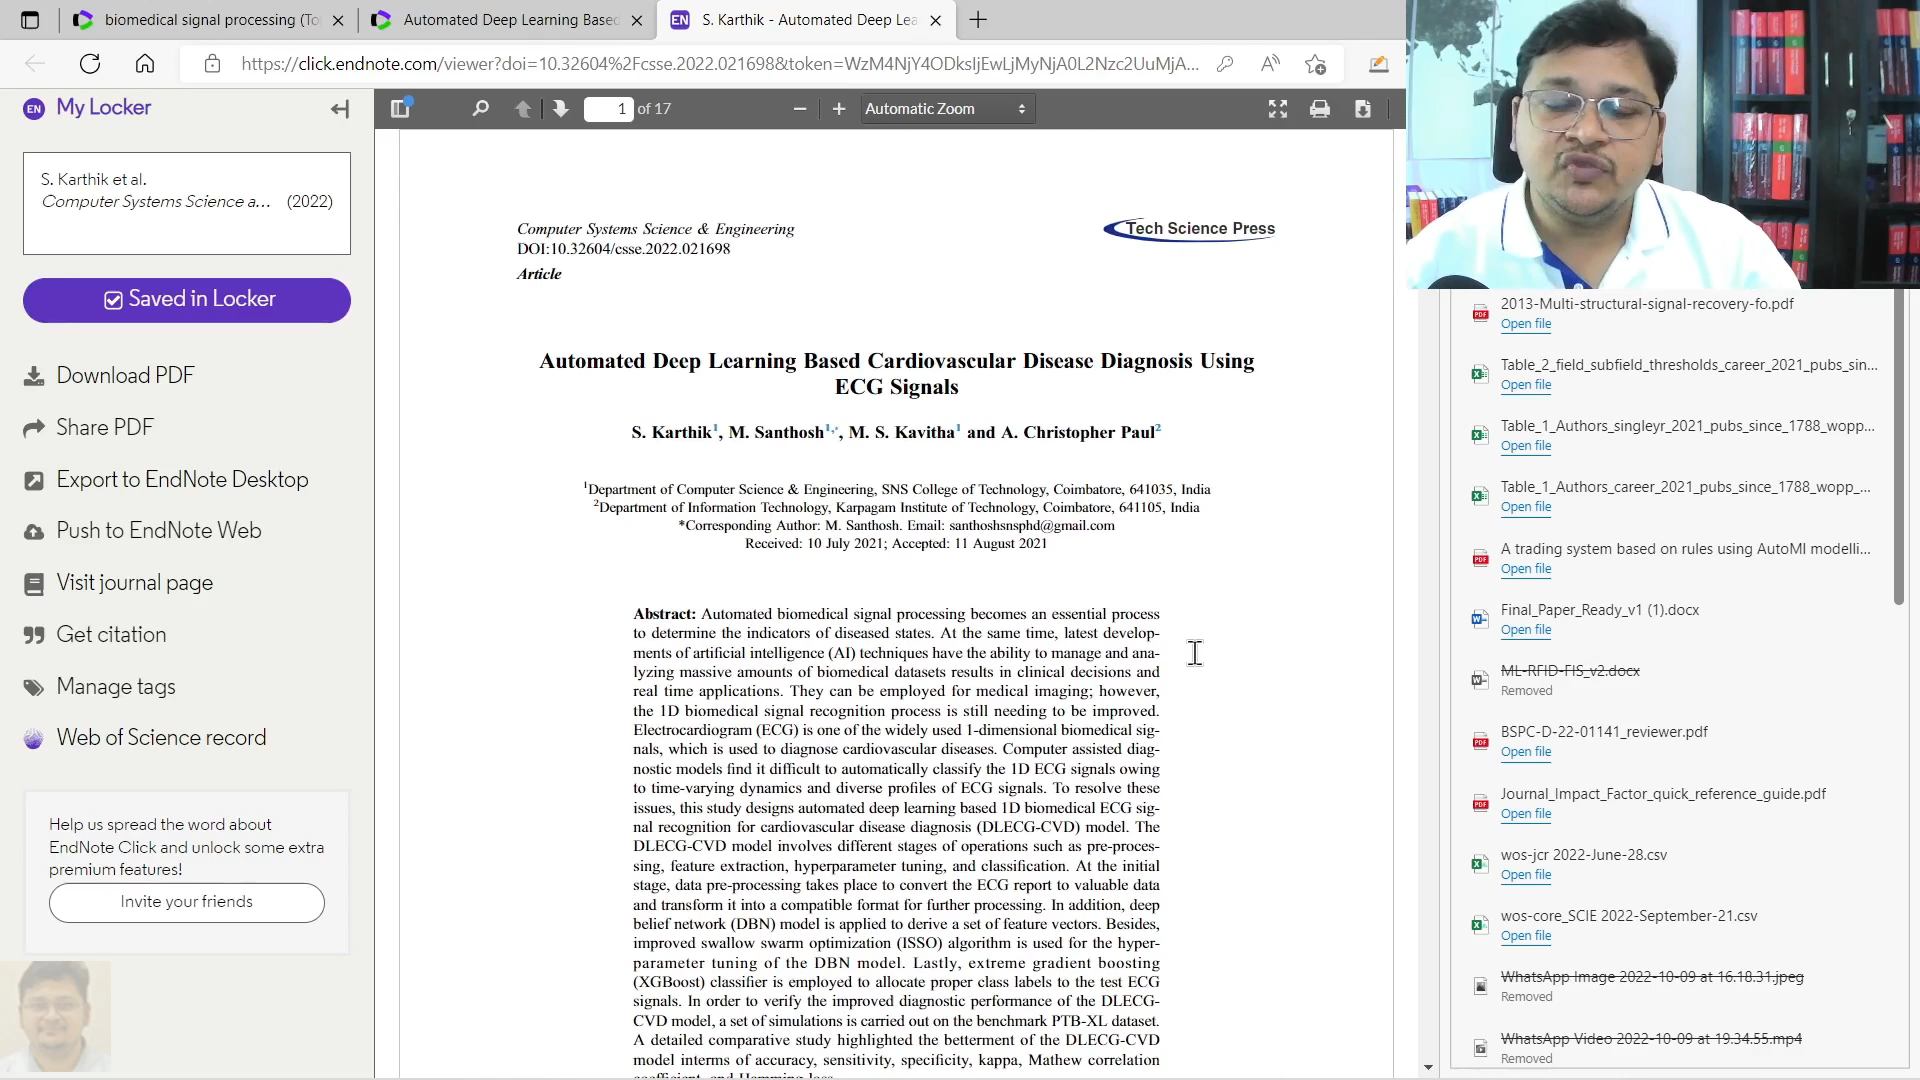 biomedical signal processing (To
Automated Deep Learning Based
EN S. Karthik - Automated Deep Lea
https://click.endnote.com/viewer?doi=10.32604%2Fcsse.2022.021698&token=WzM4NjY4ODksIjEwLjMyNjA0L2Nzc2UuMjA...
EN My Locker
1 of 17
Automatic Zoom
S. Karthik et al.
Computer Systems Science a... (2022)
Saved in Locker
Download PDF
Share PDF
Export to EndNote Desktop
Push to EndNote Web
Visit journal page
Get citation
Manage tags
Web of Science record
Help us spread the word about
EndNote Click and unlock some extra
premium features!
Invite your friends
Computer Systems Science & Engineering
DOI:10.32604/csse.2022.021698
Article
Tech Science Press
Automated Deep Learning Based Cardiovascular Disease Diagnosis Using
ECG Signals
S. Karthik1, M. Santhosh1,*, M. S. Kavitha1 and A. Christopher Paul2
1Department of Computer Science & Engineering, SNS College of Technology, Coimbatore, 641035, India
2Department of Information Technology, Karpagam Institute of Technology, Coimbatore, 641105, India
*Corresponding Author: M. Santhosh. Email: santhoshsnsphd@gmail.com
Received: 10 July 2021; Accepted: 11 August 2021
Abstract: Automated biomedical signal processing becomes an essential process
to determine the indicators of diseased states. At the same time, latest develop-
ments of artificial intelligence (AI) techniques have the ability to manage and ana-
lyzing massive amounts of biomedical datasets results in clinical decisions and
real time applications. They can be employed for medical imaging; however,
the 1D biomedical signal recognition process is still needing to be improved.
Electrocardiogram (ECG) is one of the widely used 1-dimensional biomedical sig-
nals, which is used to diagnose cardiovascular diseases. Computer assisted diag-
nostic models find it difficult to automatically classify the 1D ECG signals owing
to time-varying dynamics and diverse profiles of ECG signals. To resolve these
issues, this study designs automated deep learning based 1D biomedical ECG sig-
nal recognition for cardiovascular disease diagnosis (DLECG-CVD) model. The
DLECG-CVD model involves different stages of operations such as pre-proces-
sing, feature extraction, hyperparameter tuning, and classification. At the initial
stage, data pre-processing takes place to convert the ECG report to valuable data
and transform it into a compatible format for further processing. In addition, deep
belief network (DBN) model is applied to derive a set of feature vectors. Besides,
improved swallow swarm optimization (ISSO) algorithm is used for the hyper-
parameter tuning of the DBN model. Lastly, extreme gradient boosting
(XGBoost) classifier is employed to allocate proper class labels to the test ECG
signals. In order to verify the improved diagnostic performance of the DLECG-
CVD model, a set of simulations is carried out on the benchmark PTB-XL dataset.
A detailed comparative study highlighted the betterment of the DLECG-CVD
model interms of accuracy, sensitivity, specificity, kappa, Mathew correlation
2013-Multi-structural-signal-recovery-fo.pdf
Open file
Table_2_field_subfield_thresholds_career_2021_pubs_sin...
Open file
Table_1_Authors_singleyr_2021_pubs_since_1788_wopp...
Open file
Table_1_Authors_career_2021_pubs_since_1788_wopp_...
Open file
A trading system based on rules using AutoMl modelli...
Open file
Final_Paper_Ready_v1 (1).docx
Open file
ML-RFID-FIS_v2.docx
Removed
BSPC-D-22-01141_reviewer.pdf
Open file
Journal_Impact_Factor_quick_reference_guide.pdf
Open file
wos-jcr 2022-June-28.csv
Open file
wos-core_SCIE 2022-September-21.csv
Open file
WhatsApp Image 2022-10-09 at 16.18.31.jpeg
Removed
WhatsApp Video 2022-10-09 at 19.34.55.mp4
Removed